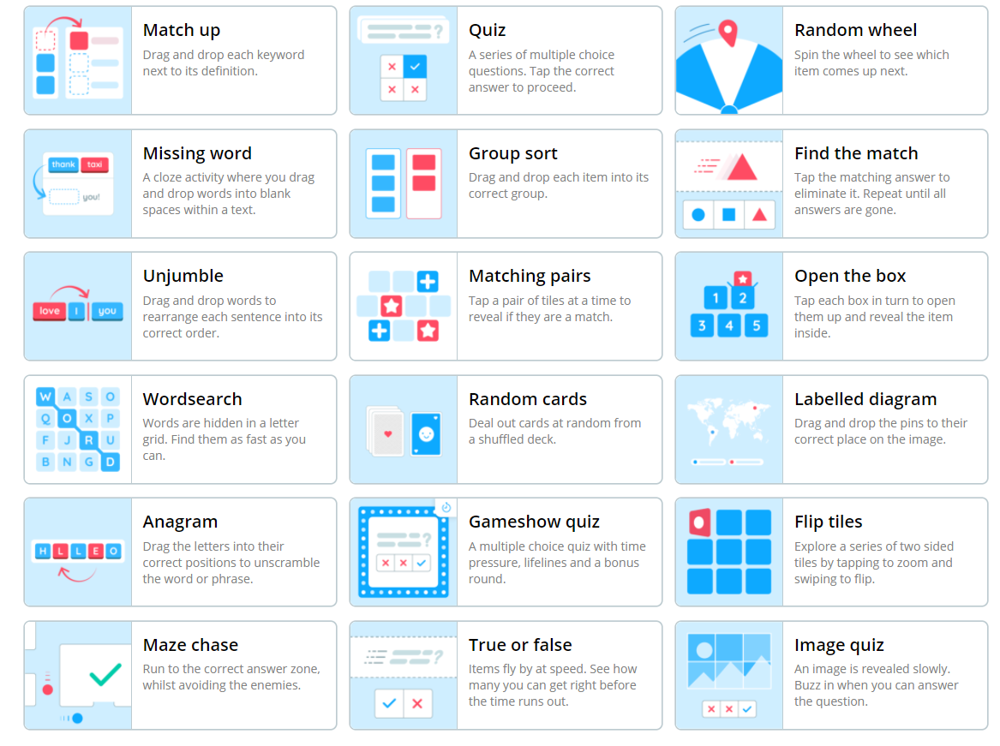 Match up
Drag and drop each keyword
next to its definition.
?
Quiz
A series of multiple choice
questions. Tap the correct
answer to proceed.
Random wheel
Spin the wheel to see which
item comes up next.
thank taxi
you!
Missing word
A cloze activity where you drag
and drop words into blank
spaces within a text.
Group sort
Drag and drop each item into its
correct group.
Find the match
Tap the matching answer to
eliminate it. Repeat until all
answers are gone.
love I you
Unjumble
Drag and drop words to
rearrange each sentence into its
correct order.
Matching pairs
Tap a pair of tiles at a time to
reveal if they are a match.
1 2
3 4 5
Open the box
Tap each box in turn to open
them up and reveal the item
inside.
W A S O
Q O X P
F J R U
B N G D
Wordsearch
Words are hidden in a letter
grid. Find them as fast as you
can.
Random cards
Deal out cards at random from
a shuffled deck.
Labelled diagram
Drag and drop the pins to their
correct place on the image.
H L L E O
Anagram
Drag the letters into their
correct positions to unscramble
the word or phrase.
?
Gameshow quiz
A multiple choice quiz with time
pressure, lifelines and a bonus
round.
Flip tiles
Explore a series of two sided
tiles by tapping to zoom and
swiping to flip.
Maze chase
Run to the correct answer zone,
whilst avoiding the enemies.
?
True or false
Items fly by at speed. See how
many you can get right before
the time runs out.
Image quiz
An image is revealed slowly.
Buzz in when you can answer
the question.